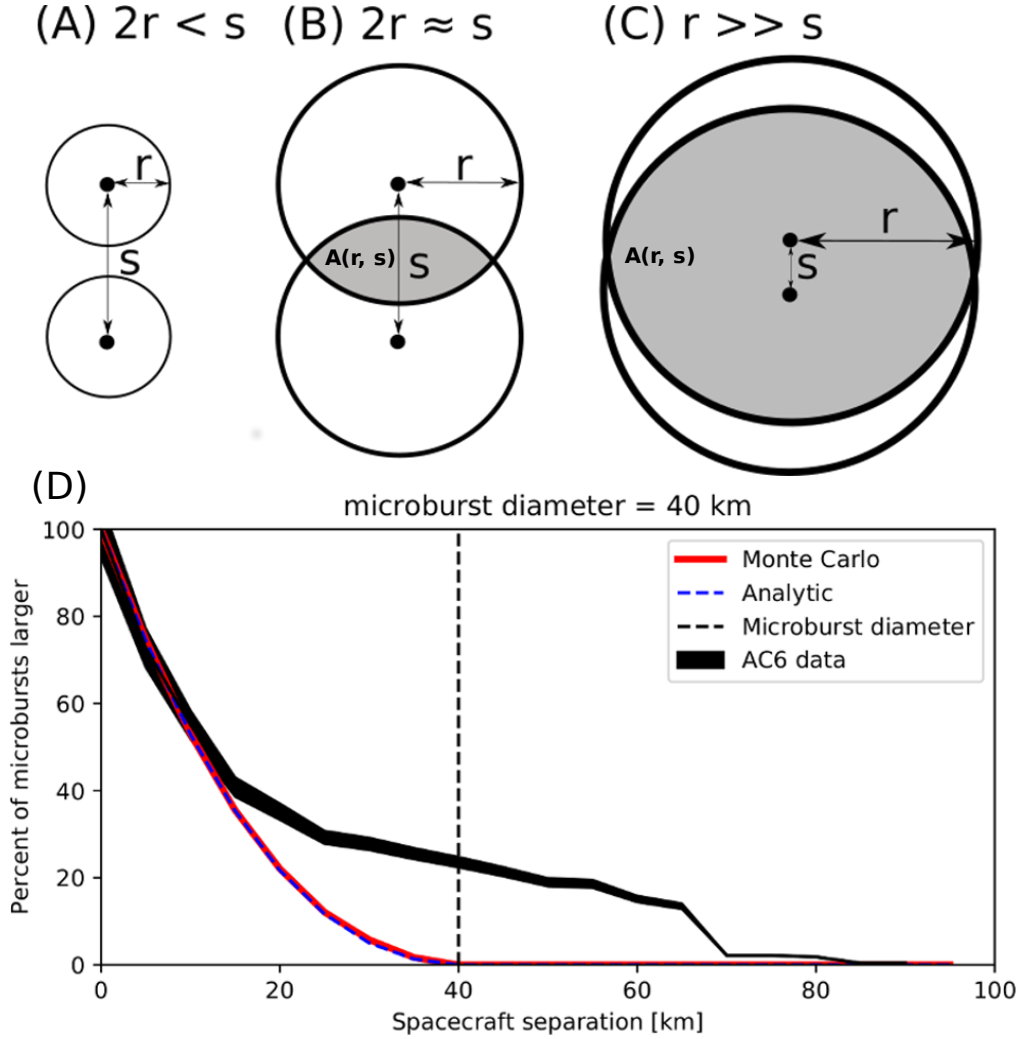 (A) 2r < s (B) 2r ≈ s (C) r >> s
r
s
r
A(r, s)
s
r
A(r, s)
s
(D)
microburst diameter = 40 km
Percent of microbursts larger
100
80
60
40
20
0
Monte Carlo
Analytic
Microburst diameter
AC6 data
0 20 40 60 80 100
Spacecraft separation [km]